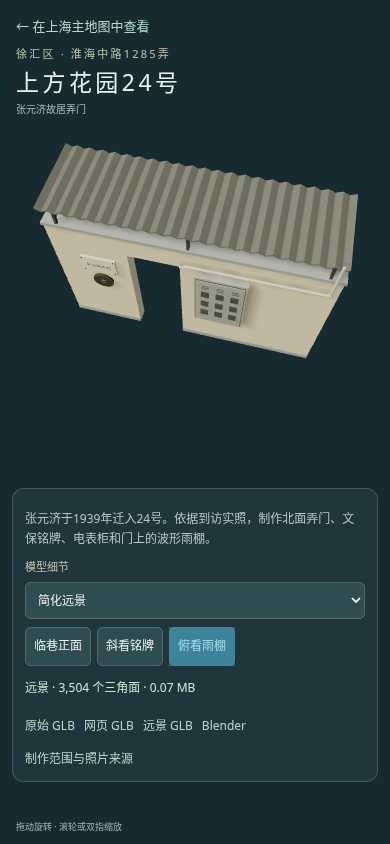 ← 在上海主地图中查看
徐汇区 · 淮海中路1285弄
上方花园24号
张元济故居弄门
张元济于1939年迁入24号。依据到访实照，制作北面弄门、文
保铭牌、电表柜和门上的波形雨棚。
模型细节
简化远景
临巷正面 斜看铭牌 俯看雨棚
远景 · 3,504 个三角面 · 0.07 MB
原始 GLB 网页 GLB 远景 GLB Blender
制作范围与照片来源
拖动旋转 · 滚轮或双指缩放